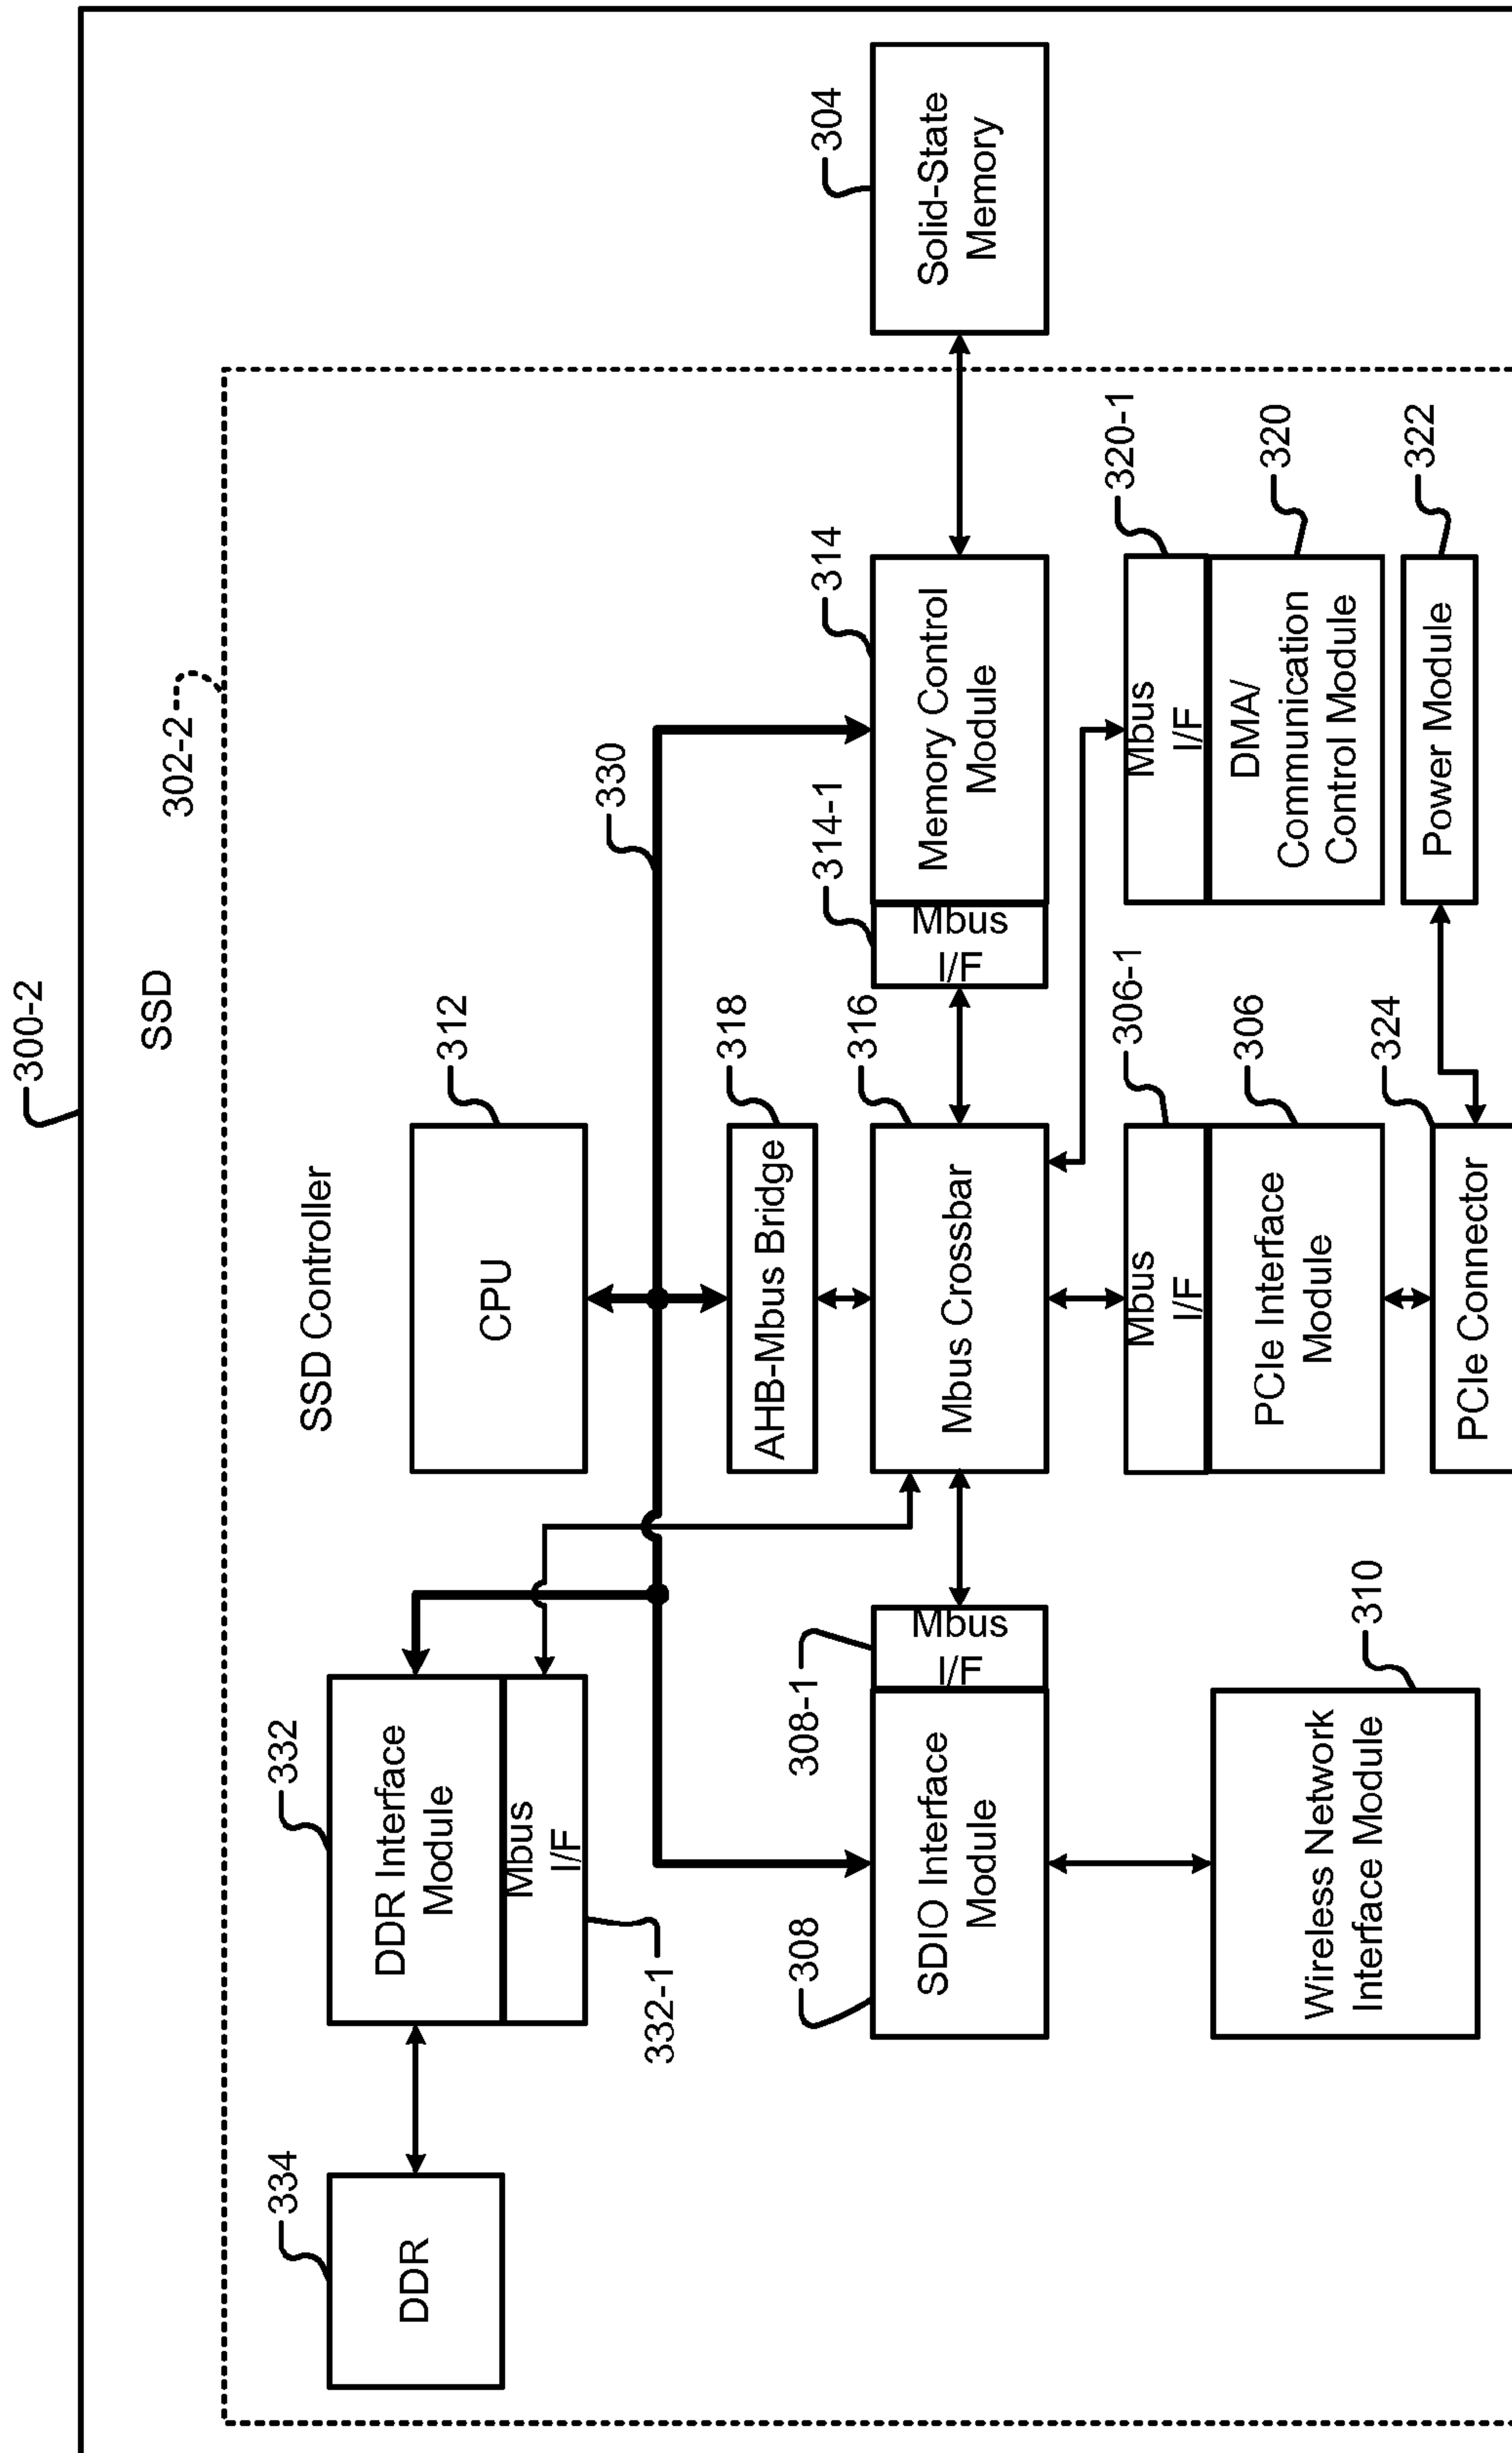 300-2
SSD
302-2
SSD Controller
334
DDR
332
DDR Interface
Module
Mbus
I/F
332-1
CPU
312
330
AHB-Mbus Bridge
318
308
SDIO Interface
Module
Mbus
I/F
308-1
Mbus Crossbar
316
Mbus
I/F
314-1
Memory Control
Module
314
Solid-State
Memory
304
Wireless Network
Interface Module
310
Mbus
I/F
306-1
PCIe Interface
Module
306
Mbus
I/F
320-1
DMA/
Communication
Control Module
320
PCIe Connector
324
Power Module
322